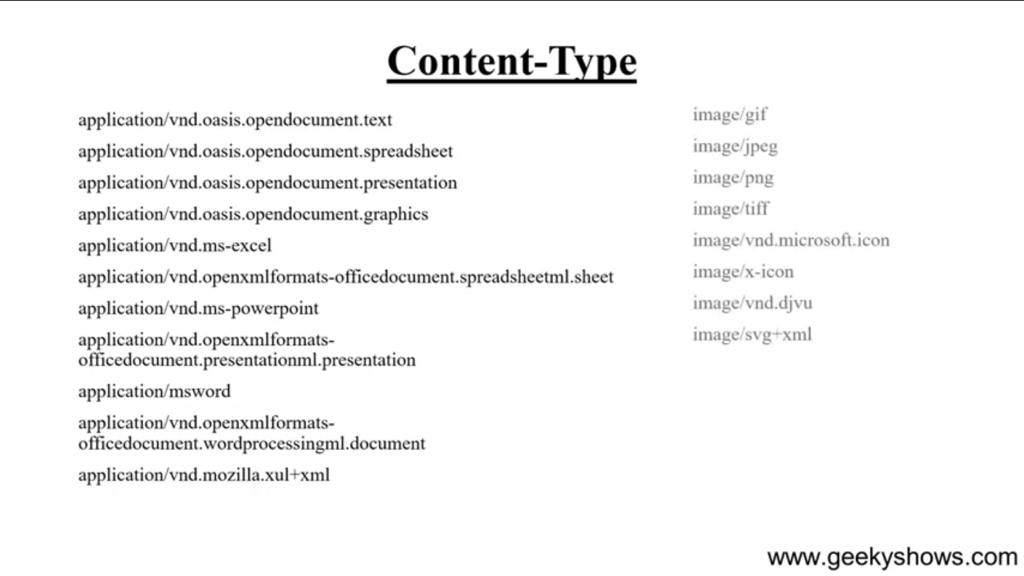 Content-Type
application/vnd.oasis.opendocument.text
application/vnd.oasis.opendocument.spreadsheet
application/vnd.oasis.opendocument.presentation
application/vnd.oasis.opendocument.graphics
application/vnd.ms-excel
application/vnd.openxmlformats-officedocument.spreadsheetml.sheet
application/vnd.ms-powerpoint
application/vnd.openxmlformats-
officedocument.presentationml.presentation
application/msword
application/vnd.openxmlformats-
officedocument.wordprocessingml.document
application/vnd.mozilla.xul+xml
image/gif
image/jpeg
image/png
image/tiff
image/vnd.microsoft.icon
image/x-icon
image/vnd.djvu
image/svg+xml
www.geekyshows.com